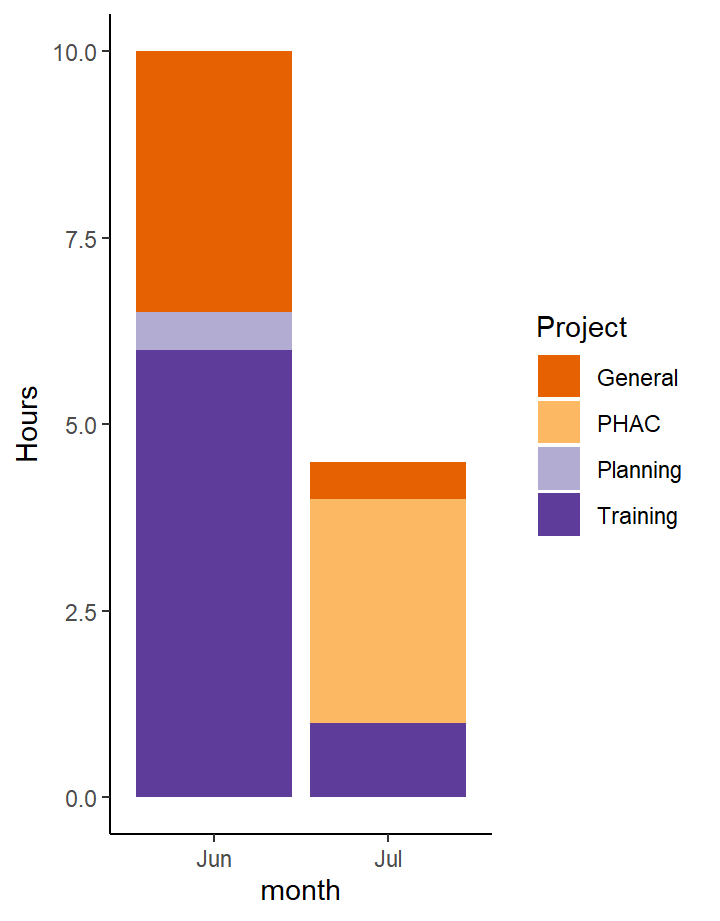 10.0
7.5
5.0
2.5
0.0
Hours
Jun Jul
month
Project
General
PHAC
Planning
Training